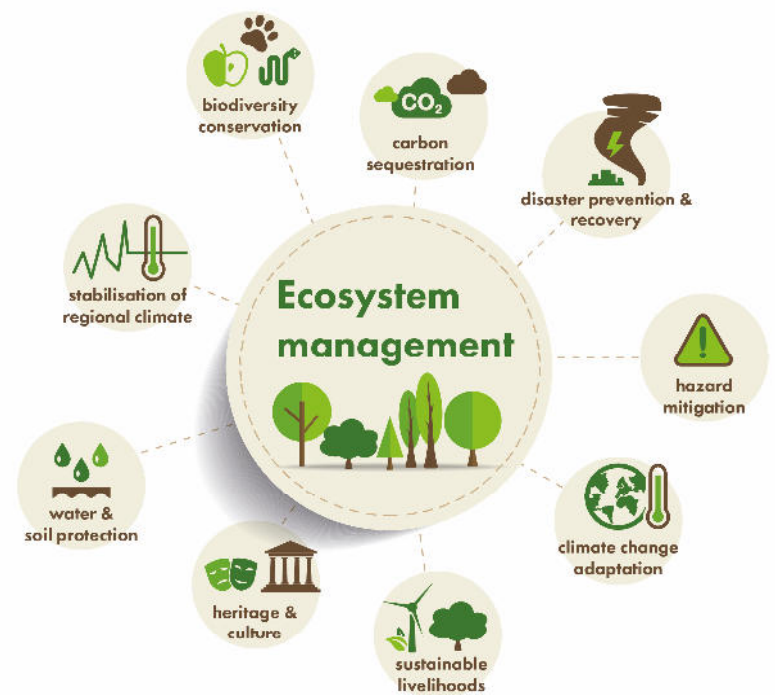 Ecosystem
management
biodiversity
conservation
CO₂
carbon
sequestration
disaster prevention &
recovery
hazard
mitigation
climate change
adaptation
sustainable
livelihoods
heritage &
culture
water &
soil protection
stabilisation of
regional climate